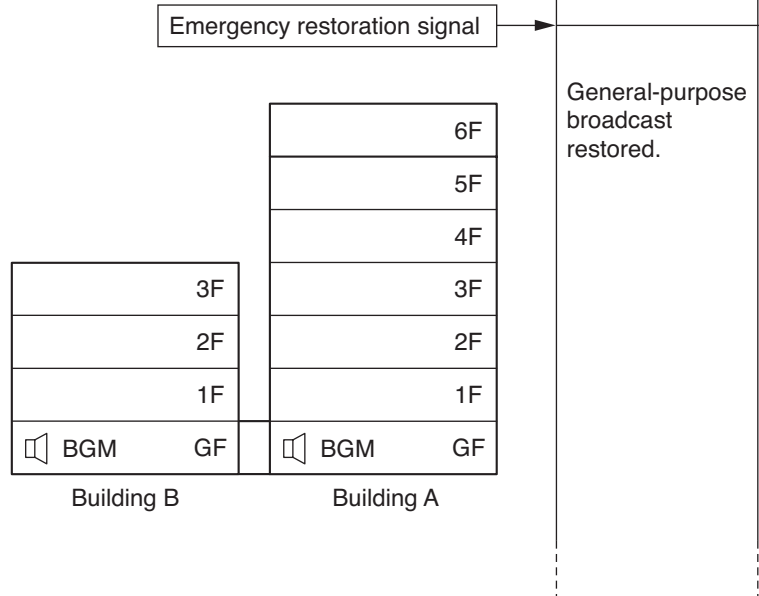 Emergency restoration signal
General-purpose
broadcast
restored.
6F
5F
4F
3F
2F
1F
BGM GF
Building A
3F
2F
1F
BGM GF
Building B